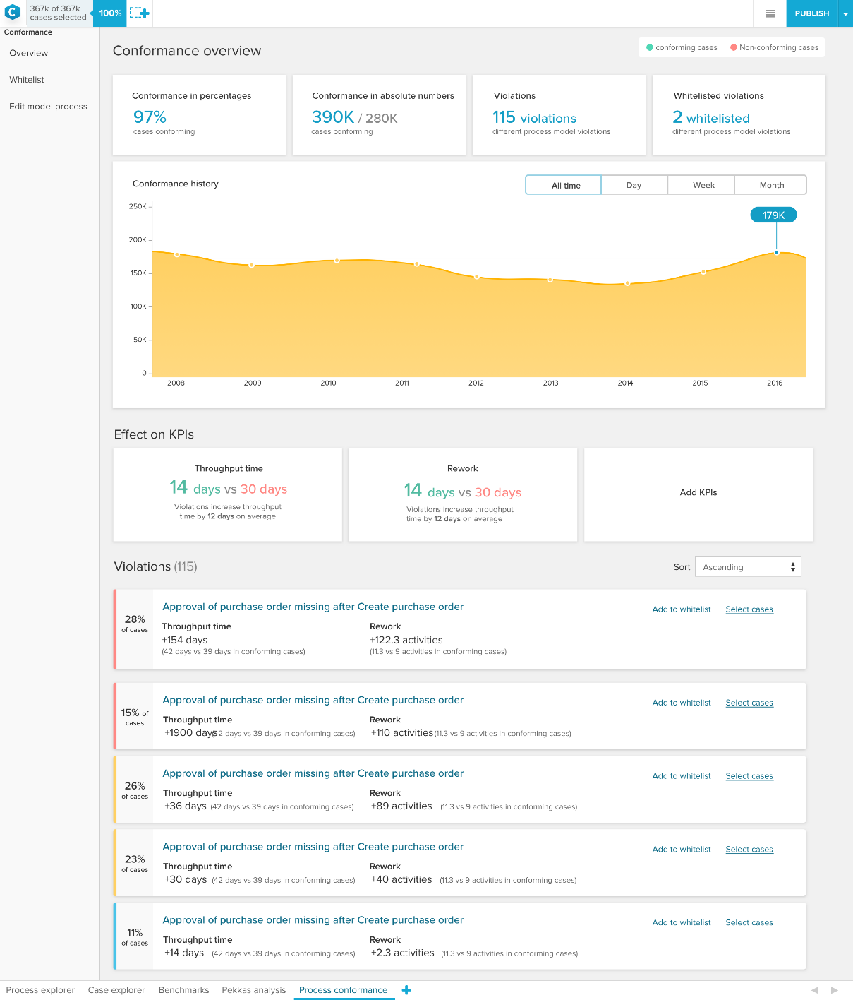 C
367k of 367k
cases selected
100%
PUBLISH
Conformance
Overview
Whitelist
Edit model process
Conformance overview
conforming cases
Non-conforming cases
Conformance in percentages
97%
cases conforming
Conformance in absolute numbers
390K / 280K
cases conforming
Violations
115 violations
different process model violations
Whitelisted violations
2 whitelisted
different process model violations
Conformance history
All time
Day
Week
Month
250K
200K
150K
100K
50K
0
179K
2008
2009
2010
2011
2012
2013
2014
2015
2016
Effect on KPIs
Throughput time
14 days vs 30 days
Violations increase throughput
time by 12 days on average
Rework
14 days vs 30 days
Violations increase throughput
time by 12 days on average
Add KPIs
Violations (115)
Sort
Ascending
28%
of cases
Approval of purchase order missing after Create purchase order
Throughput time
+154 days
(42 days vs 39 days in conforming cases)
Rework
+122.3 activities
(11.3 vs 9 activities in conforming cases)
Add to whitelist
Select cases
15% of
cases
Approval of purchase order missing after Create purchase order
Throughput time
+1900 days (42 days vs 39 days in conforming cases)
Rework
+110 activities (11.3 vs 9 activities in conforming cases)
Add to whitelist
Select cases
26%
of cases
Approval of purchase order missing after Create purchase order
Throughput time
+36 days (42 days vs 39 days in conforming cases)
Rework
+89 activities (11.3 vs 9 activities in conforming cases)
Add to whitelist
Select cases
23%
of cases
Approval of purchase order missing after Create purchase order
Throughput time
+30 days (42 days vs 39 days in conforming cases)
Rework
+40 activities (11.3 vs 9 activities in conforming cases)
Add to whitelist
Select cases
11%
of cases
Approval of purchase order missing after Create purchase order
Throughput time
+14 days (42 days vs 39 days in conforming cases)
Rework
+2.3 activities (11.3 vs 9 activities in conforming cases)
Add to whitelist
Select cases
Process explorer
Case explorer
Benchmarks
Pekkas analysis
Process conformance